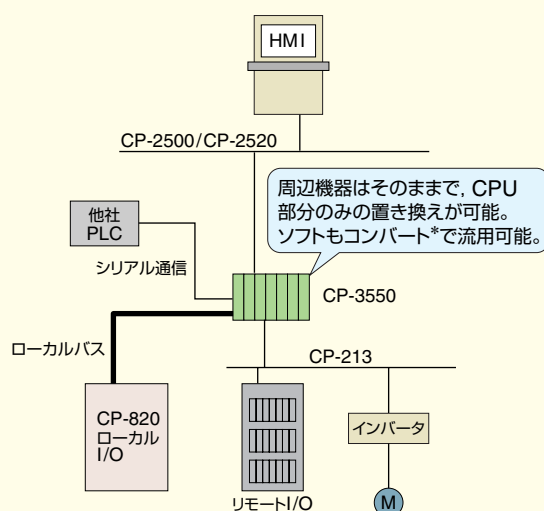 HMI
CP-2500/CP-2520
周辺機器はそのままで，CPU
部分のみの置き換えが可能。
ソフトもコンバート*で流用可能。
他社
PLC
シリアル通信
CP-3550
ローカルバス
CP-213
CP-820
ローカル
I/O
インバータ
リモートI/O
M